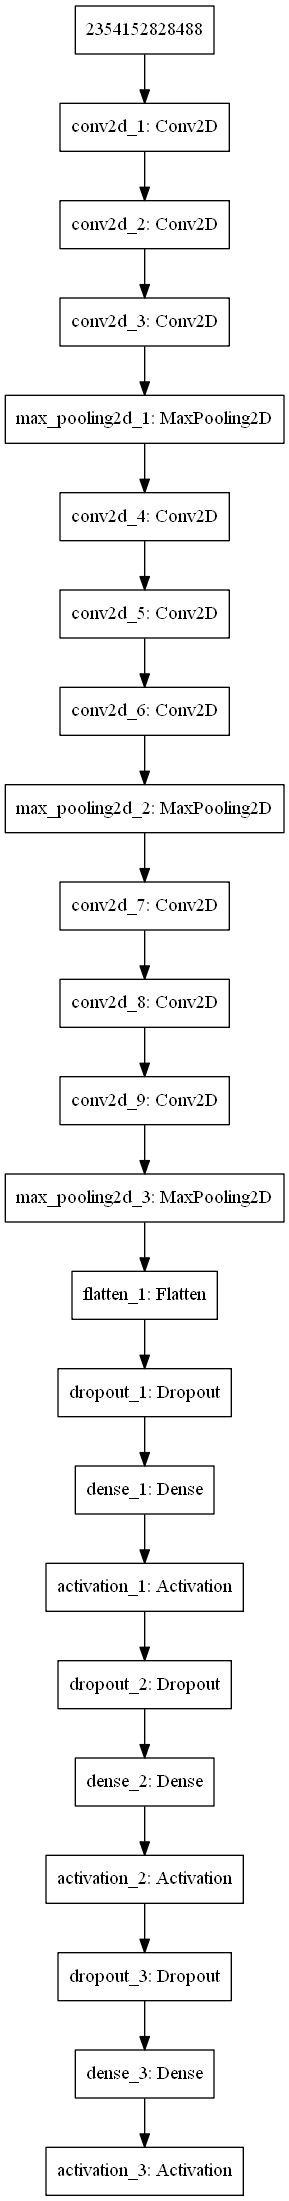 2354152828488
conv2d_1: Conv2D
conv2d_2: Conv2D
conv2d_3: Conv2D
max_pooling2d_1: MaxPooling2D
conv2d_4: Conv2D
conv2d_5: Conv2D
conv2d_6: Conv2D
max_pooling2d_2: MaxPooling2D
conv2d_7: Conv2D
conv2d_8: Conv2D
conv2d_9: Conv2D
max_pooling2d_3: MaxPooling2D
flatten_1: Flatten
dropout_1: Dropout
dense_1: Dense
activation_1: Activation
dropout_2: Dropout
dense_2: Dense
activation_2: Activation
dropout_3: Dropout
dense_3: Dense
activation_3: Activation